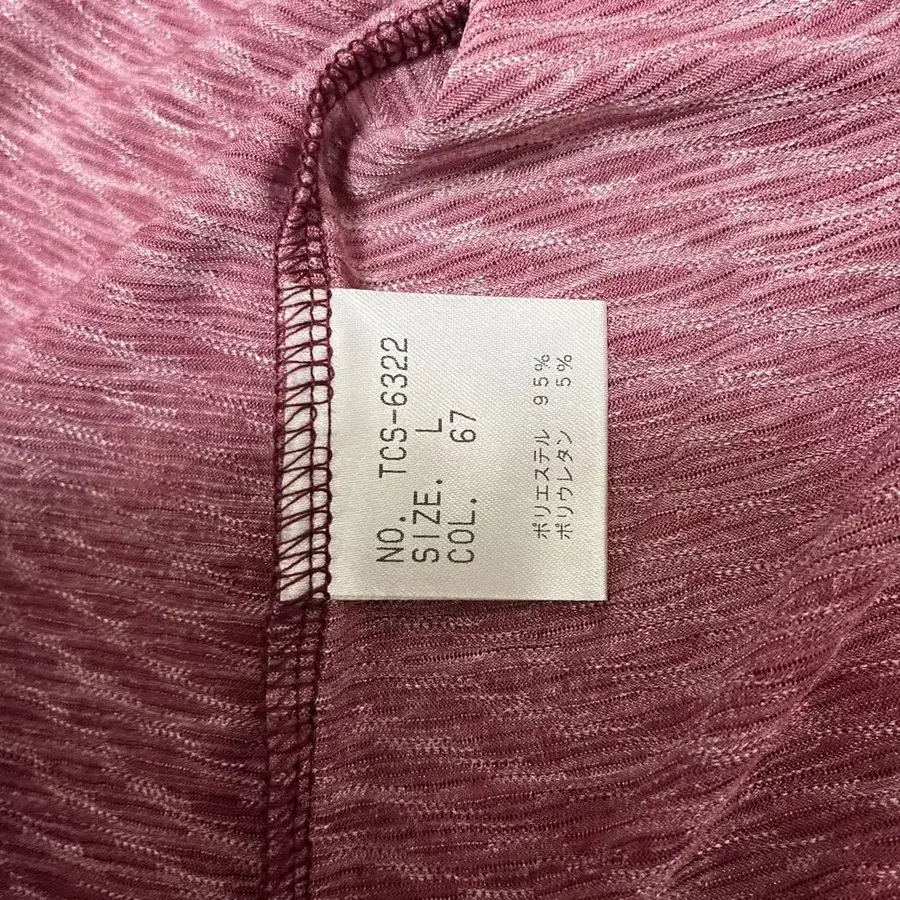 NO. TCS-6322
SIZE. L
COL. 67
ポリエステル 95%
ポリウレタン 5%